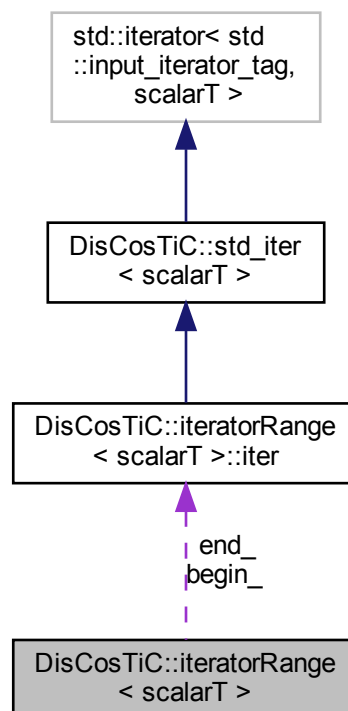 std::iterator< std
::input_iterator_tag,
scalarT >
DisCosTiC::std_iter
< scalarT >
DisCosTiC::iteratorRange
< scalarT >::iter
end_
begin_
DisCosTiC::iteratorRange
< scalarT >